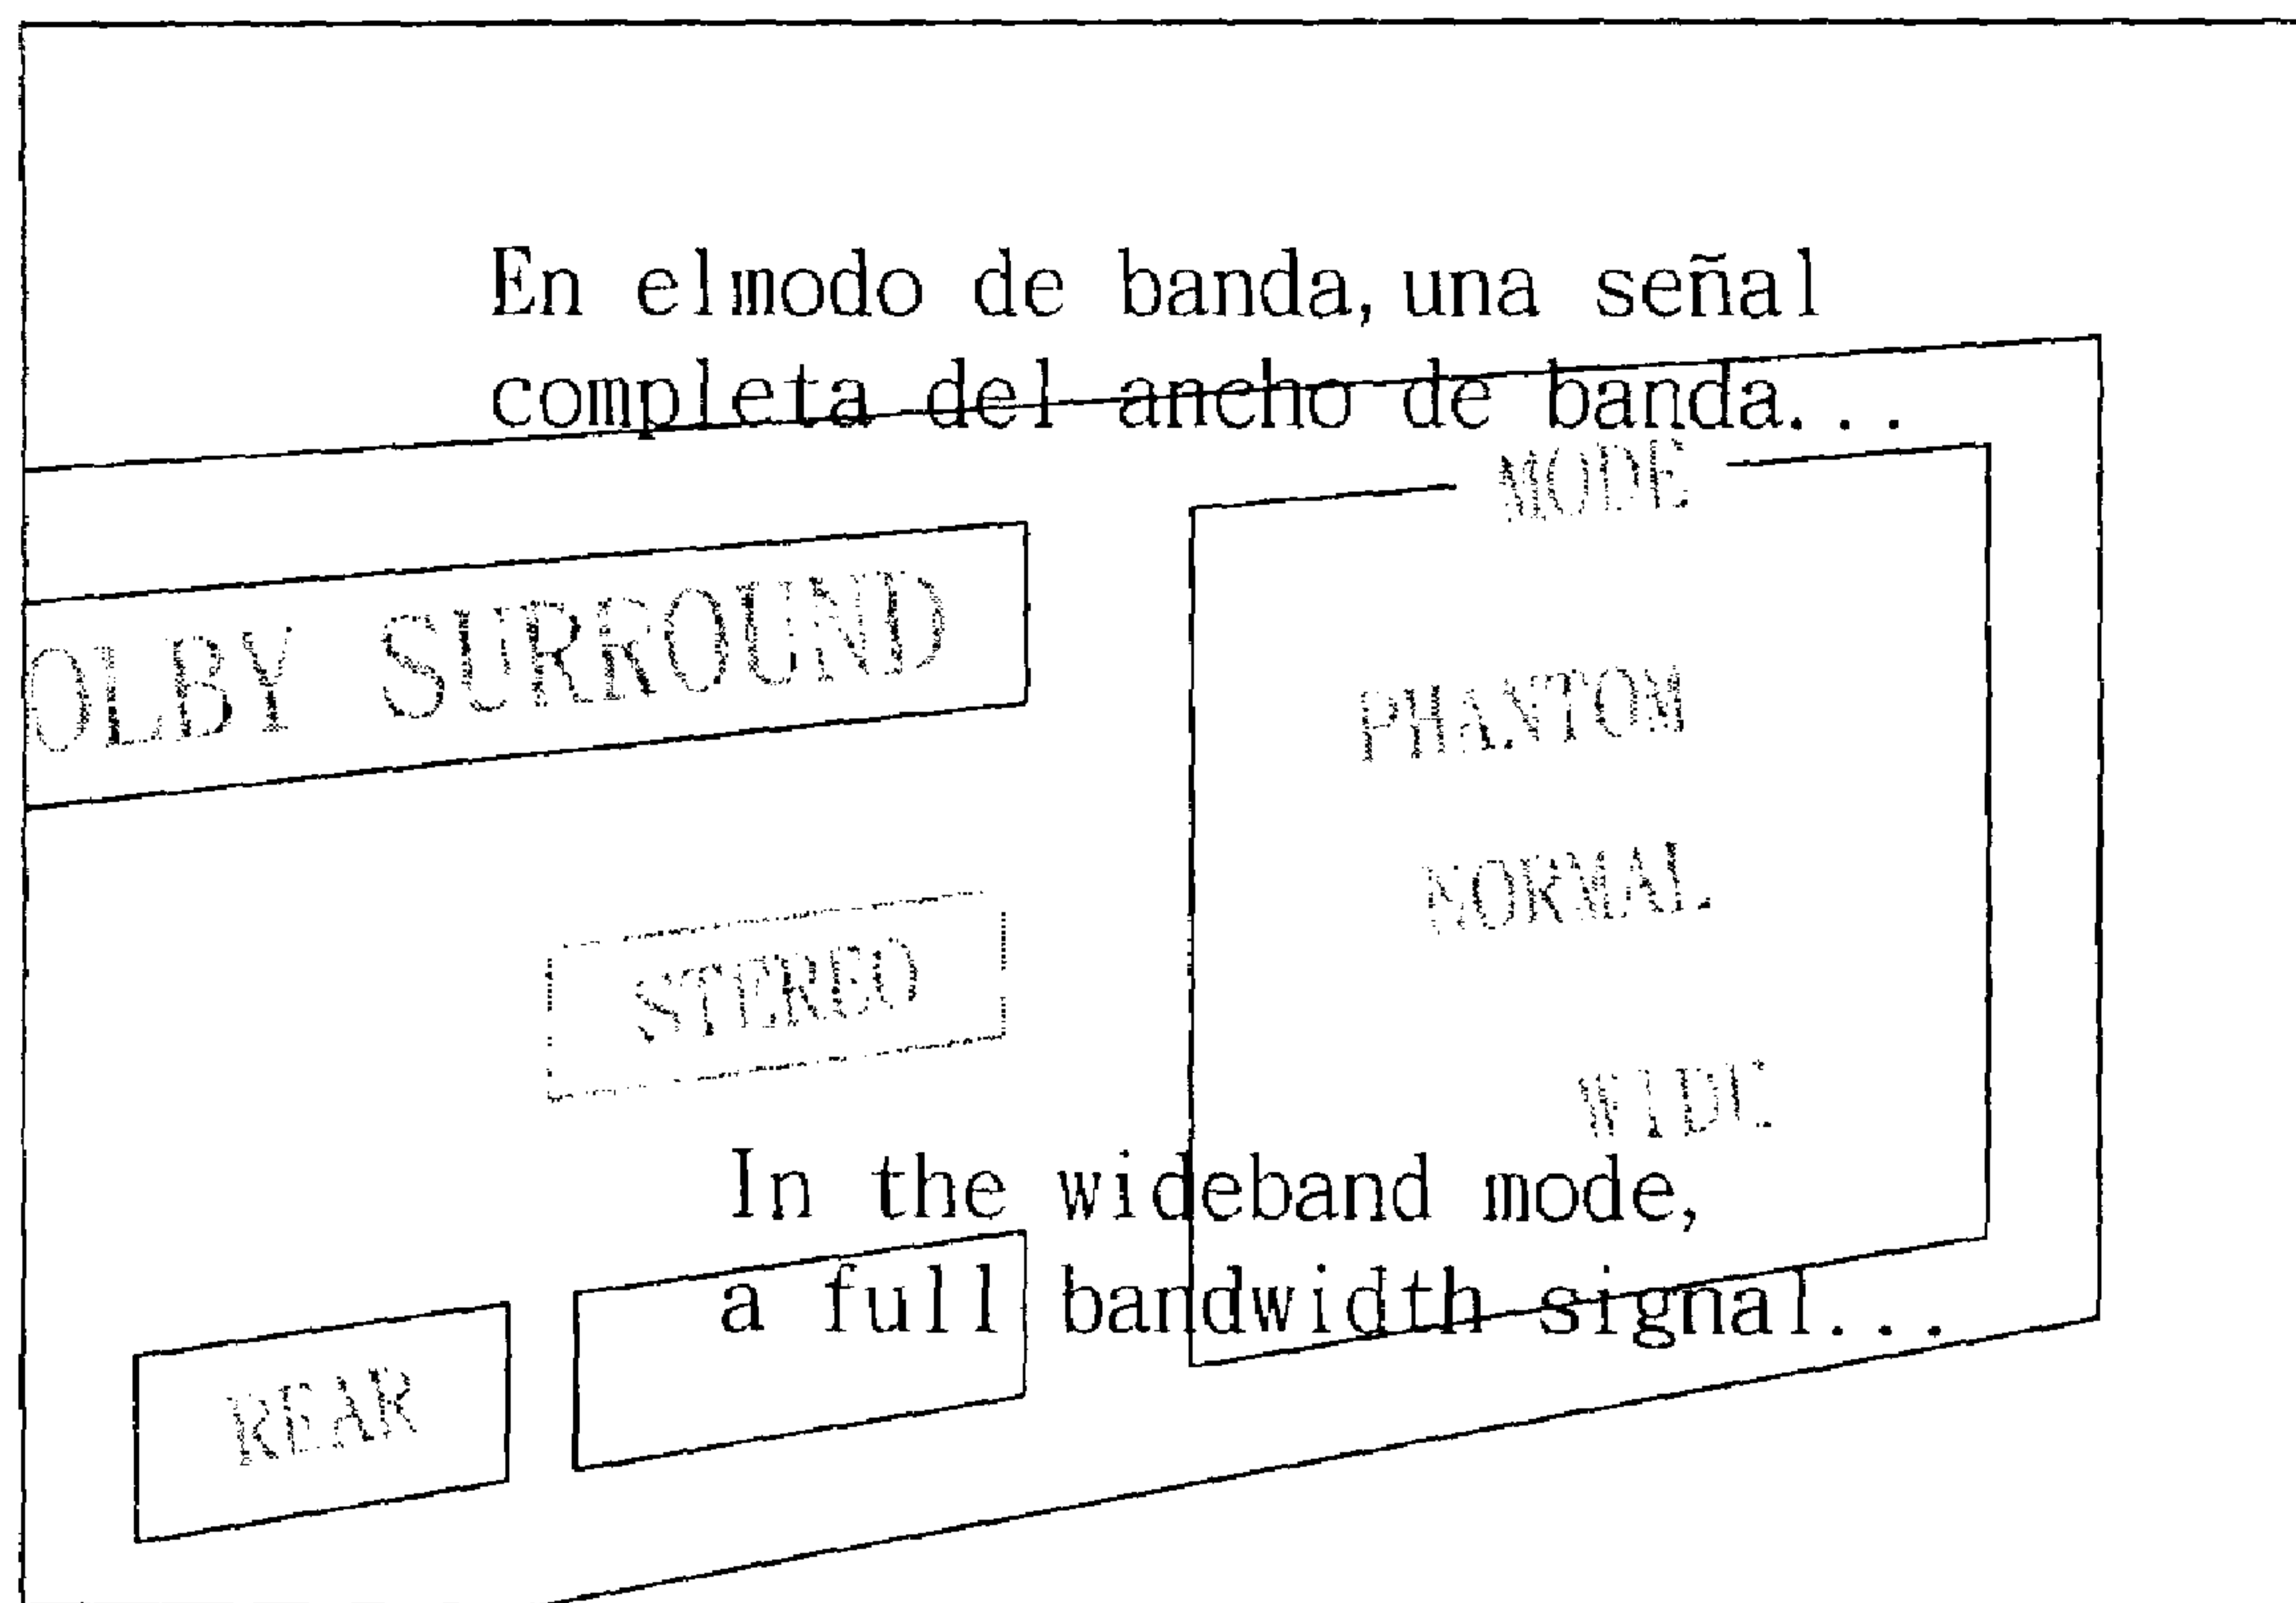 En elmodo de banda,una señal
completa del ancho de banda...
MODE
OLBY SURROUND
PHANTOM
NORMAL
STEREO
WIDE
In the wideband mode,
a full bandwidth signal...
REAR